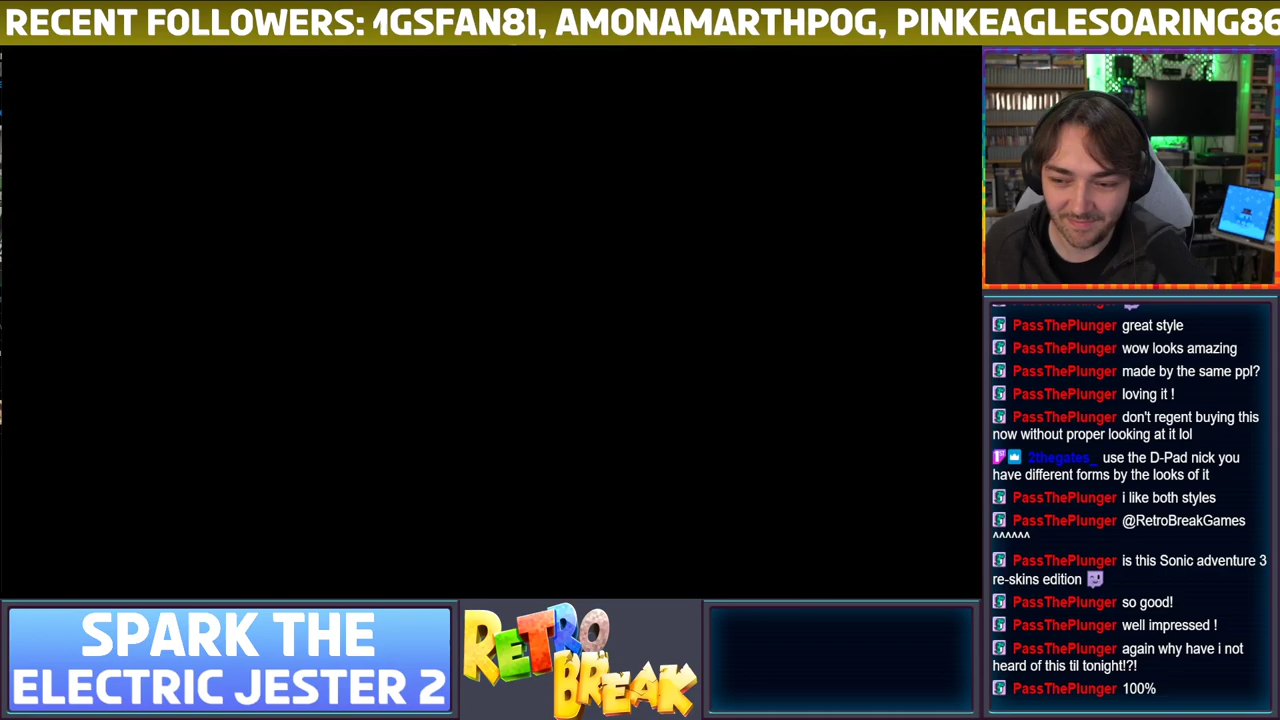 RECENT FOLLOWERS: 1GSFAN81, AMONAMARTHPOG, PINKEAGLESOARING86
PassThePlunger great style
PassThePlunger wow looks amazing
PassThePlunger made by the same ppl?
PassThePlunger loving it !
PassThePlunger don't regent buying this
now without proper looking at it lol
2thegates_ use the D-Pad nick you
have different forms by the looks of it
PassThePlunger i like both styles
PassThePlunger @RetroBreakGames
^^^^^^
PassThePlunger is this Sonic adventure 3
re-skins edition
PassThePlunger so good!
PassThePlunger well impressed !
PassThePlunger again why have i not
heard of this til tonight!?!
PassThePlunger 100%
SPARK THE
ELECTRIC JESTER 2
RETRO
BREAK